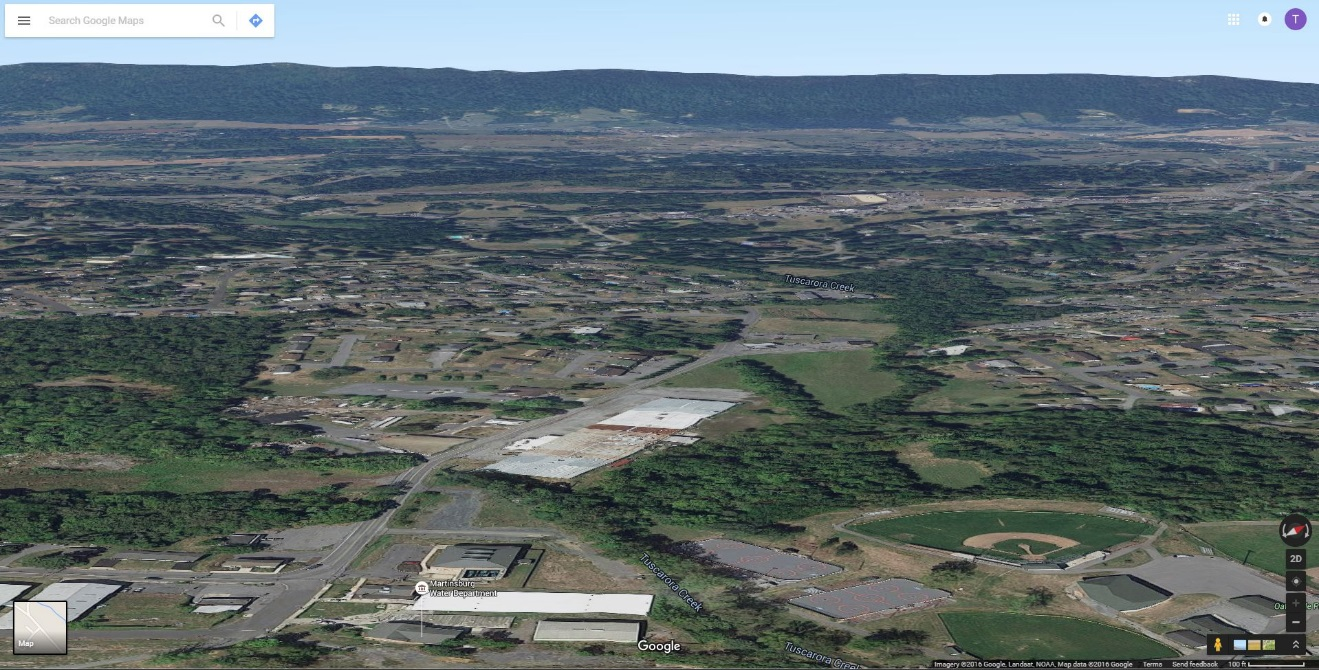 Search Google Maps
T
Tuscarora Creek
2D
Tuscarora Creek
Martinsburg
Water Department
Map
Google
Tuscarora
Imagery ©2016 Google, Landsat, NOAA, Map data ©2016 Google Terms Send feedback 100 ft